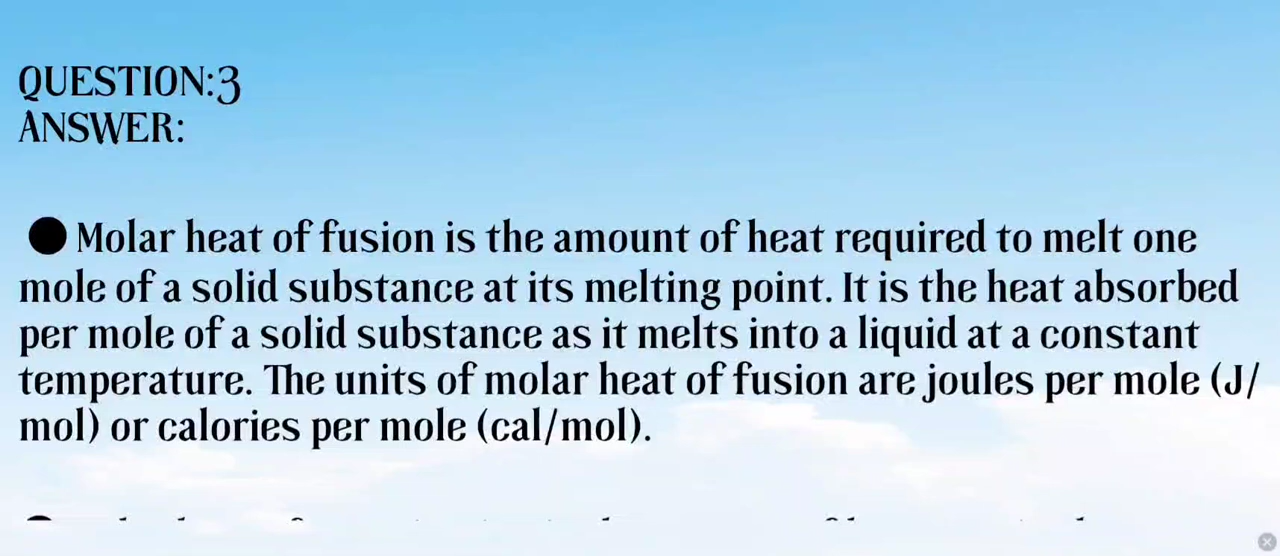 QUESTION:3
ANSWER:
● Molar heat of fusion is the amount of heat required to melt one
mole of a solid substance at its melting point. It is the heat absorbed
per mole of a solid substance as it melts into a liquid at a constant
temperature. The units of molar heat of fusion are joules per mole (J/
mol) or calories per mole (cal/mol).